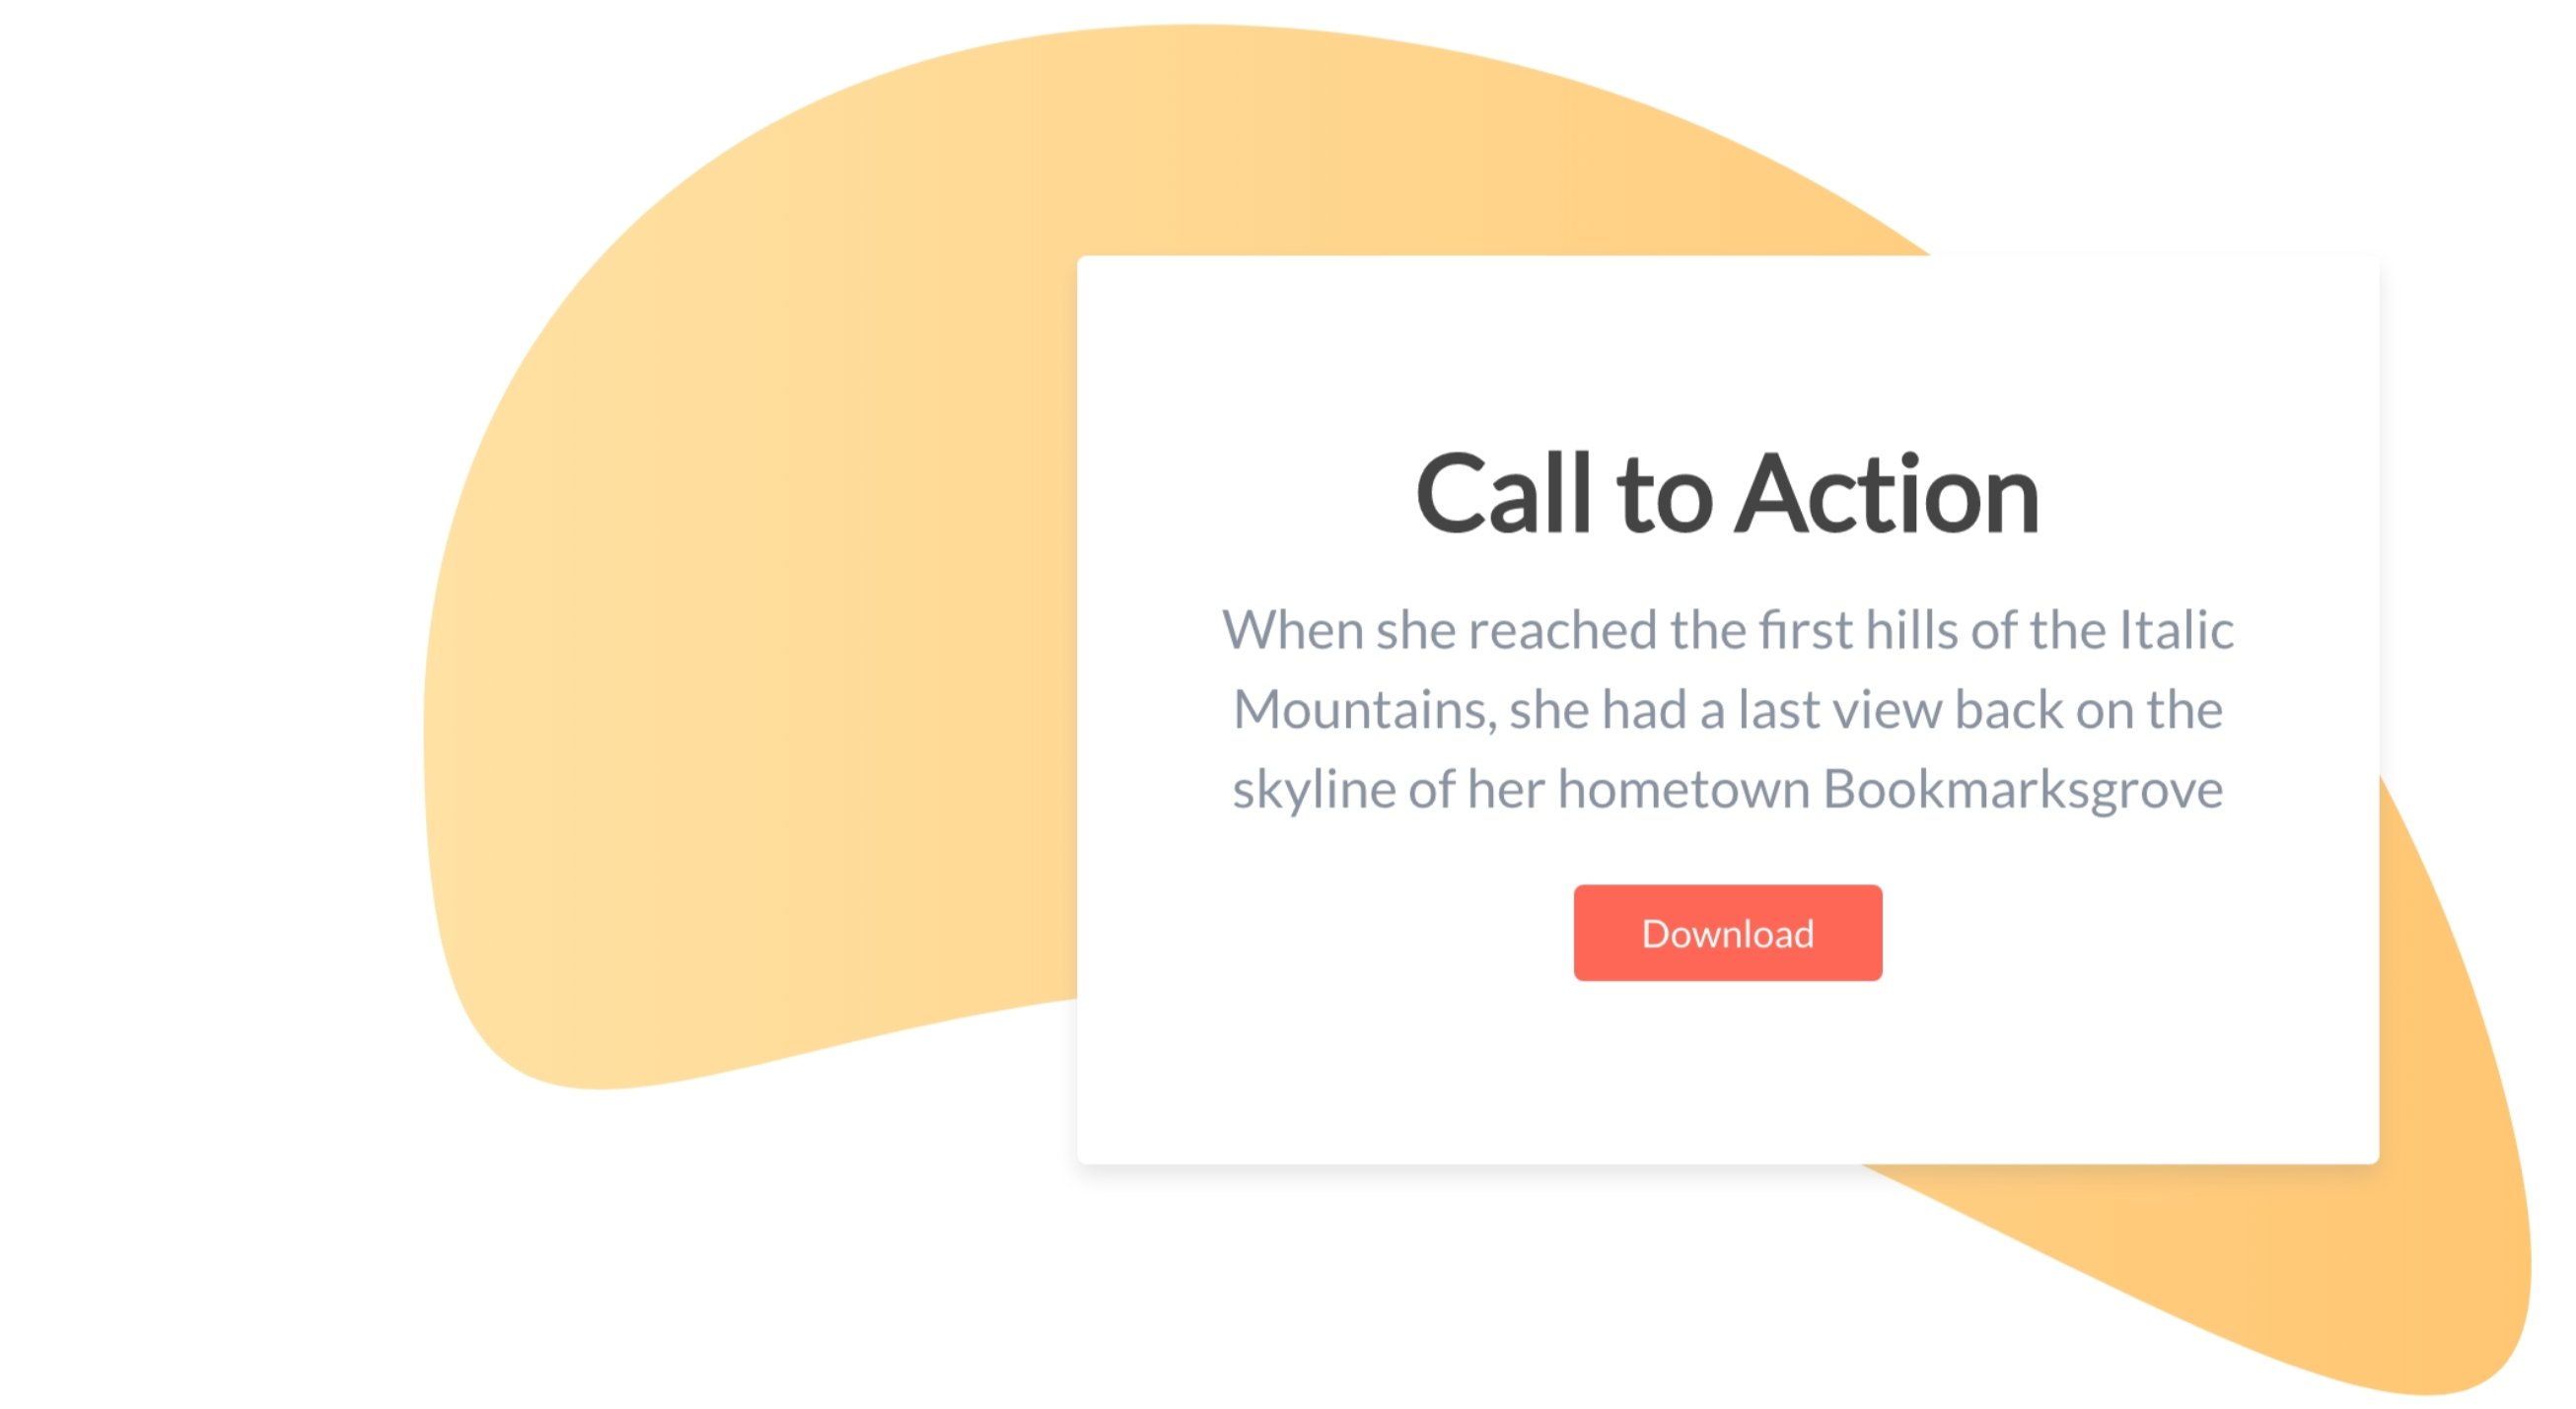 Call to Action
When she reached the first hills of the Italic
Mountains, she had a last view back on the
skyline of her hometown Bookmarksgrove
Download